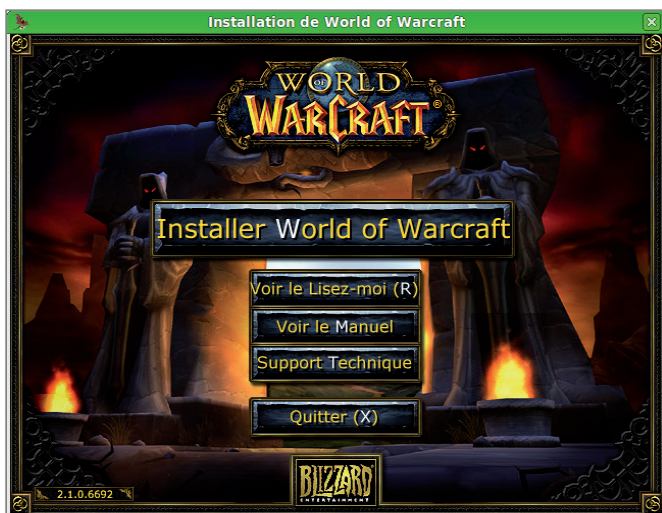 Installation de World of Warcraft
WORLD
OF
WARCRAFT®
Installer World of Warcraft
Voir le Lisez-moi (R)
Voir le Manuel
Support Technique
Quitter (X)
BLIZZARD
ENTERTAINMENT
2.1.0.6692